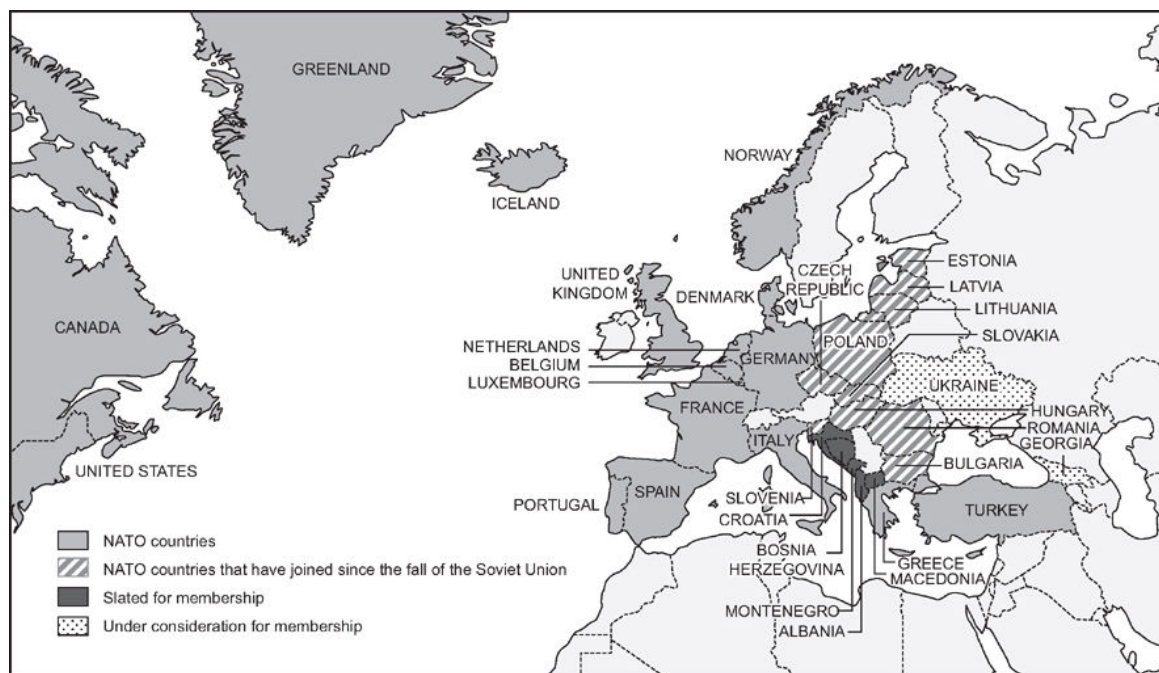 GREENLAND
NORWAY
ICELAND
UNITED
KINGDOM
DENMARK
CZECH
REPUBLIC
ESTONIA
LATVIA
LITHUANIA
SLOVAKIA
CANADA
NETHERLANDS
BELGIUM
LUXEMBOURG
GERMANY
POLAND
UKRAINE
FRANCE
HUNGARY
ROMANIA
GEORGIA
ITALY
BULGARIA
UNITED STATES
PORTUGAL
SPAIN
SLOVENIA
CROATIA
TURKEY
BOSNIA
HERZEGOVINA
GREECE
MACEDONIA
MONTENEGRO
ALBANIA
NATO countries
NATO countries that have joined since the fall of the Soviet Union
Slated for membership
Under consideration for membership